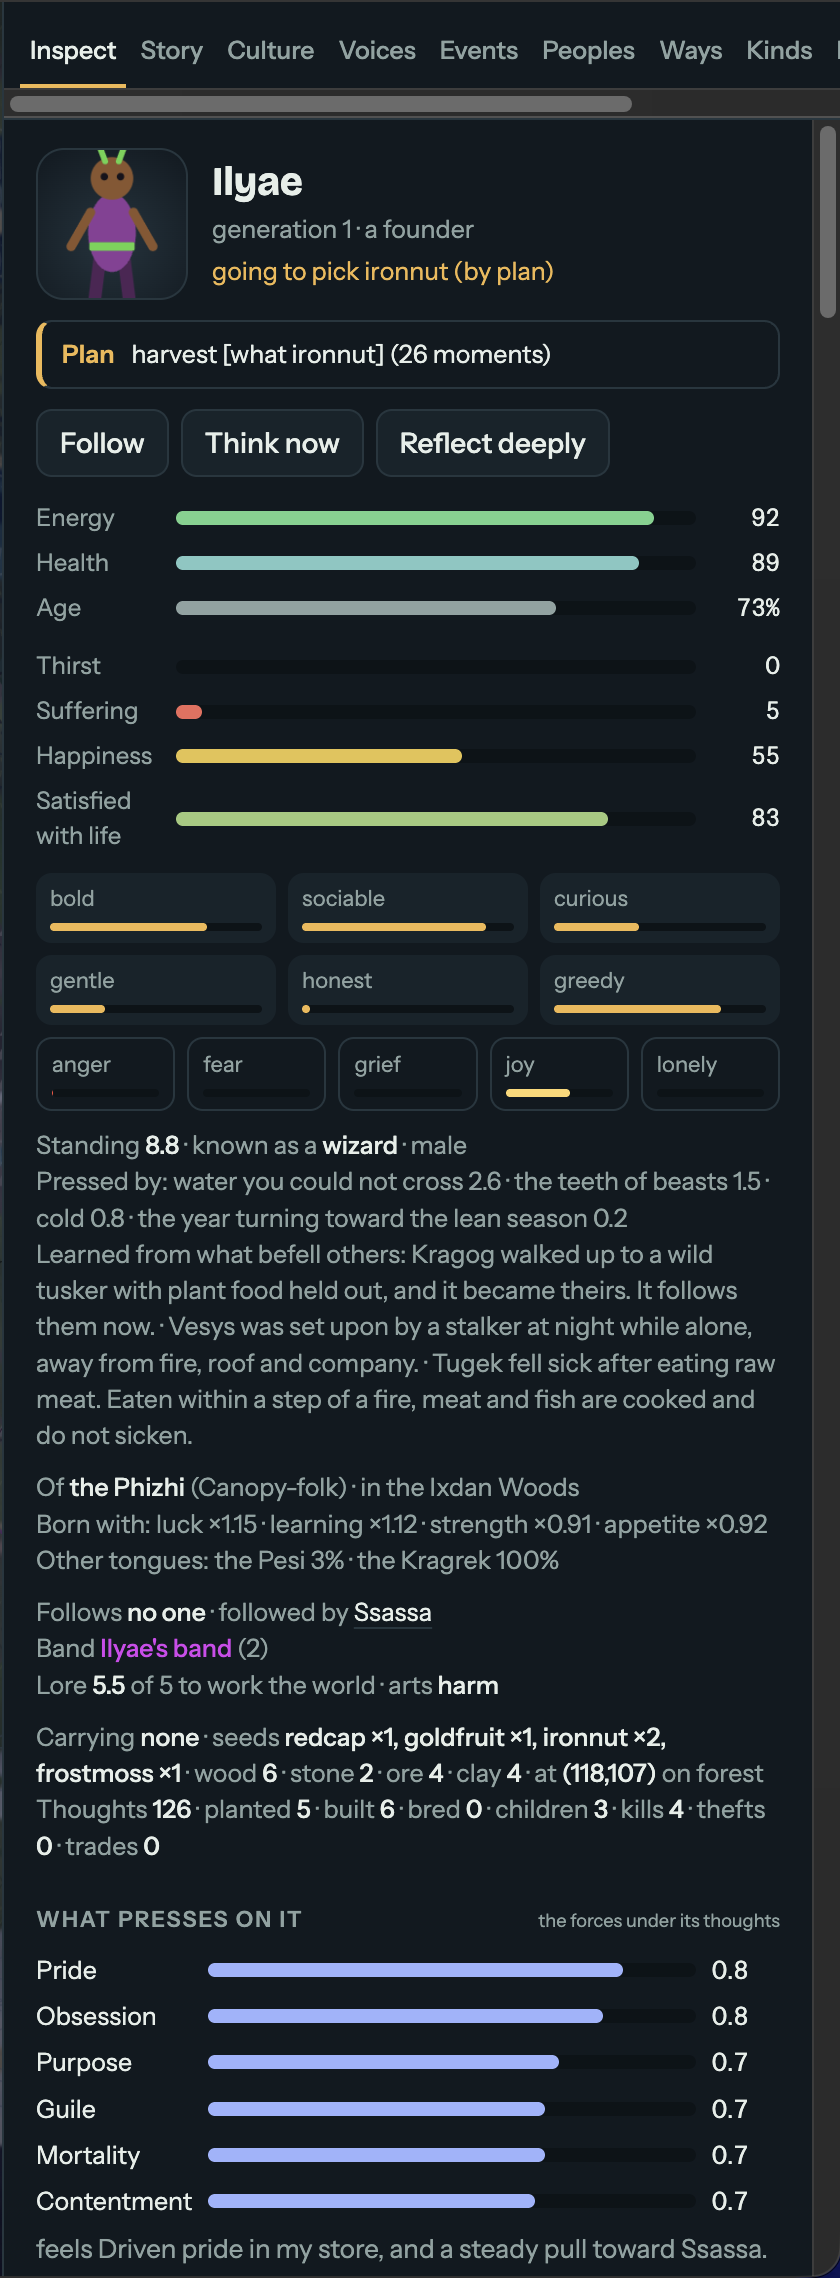 Inspect Story Culture Voices Events Peoples Ways Kinds
Ilyae
generation 1 · a founder
going to pick ironnut (by plan)
Plan harvest [what ironnut] (26 moments)
Follow Think now Reflect deeply
Energy 92
Health 89
Age 73%
Thirst 0
Suffering 5
Happiness 55
Satisfied
with life 83
bold sociable curious
gentle honest greedy
anger fear grief joy lonely
Standing 8.8 · known as a wizard · male
Pressed by: water you could not cross 2.6 · the teeth of beasts 1.5 ·
cold 0.8 · the year turning toward the lean season 0.2
Learned from what befell others: Kragog walked up to a wild
tusker with plant food held out, and it became theirs. It follows
them now. · Vesys was set upon by a stalker at night while alone,
away from fire, roof and company. · Tugek fell sick after eating raw
meat. Eaten within a step of a fire, meat and fish are cooked and
do not sicken.
Of the Phizhi (Canopy-folk) · in the Ixdan Woods
Born with: luck ×1.15 · learning ×1.12 · strength ×0.91 · appetite ×0.92
Other tongues: the Pesi 3% · the Kragrek 100%
Follows no one · followed by Ssassa
Band Ilyae's band (2)
Lore 5.5 of 5 to work the world · arts harm
Carrying none · seeds redcap ×1, goldfruit ×1, ironnut ×2,
frostmoss ×1 · wood 6 · stone 2 · ore 4 · clay 4 · at (118,107) on forest
Thoughts 126 · planted 5 · built 6 · bred 0 · children 3 · kills 4 · thefts
0 · trades 0
WHAT PRESSES ON IT the forces under its thoughts
Pride 0.8
Obsession 0.8
Purpose 0.7
Guile 0.7
Mortality 0.7
Contentment 0.7
feels Driven pride in my store, and a steady pull toward Ssassa.